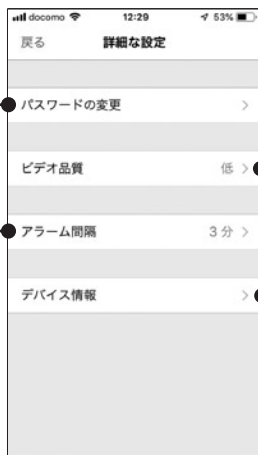 docomo 12:29 53%
戻る 詳細な設定
パスワードの変更
ビデオ品質 低
アラーム間隔 3分
デバイス情報